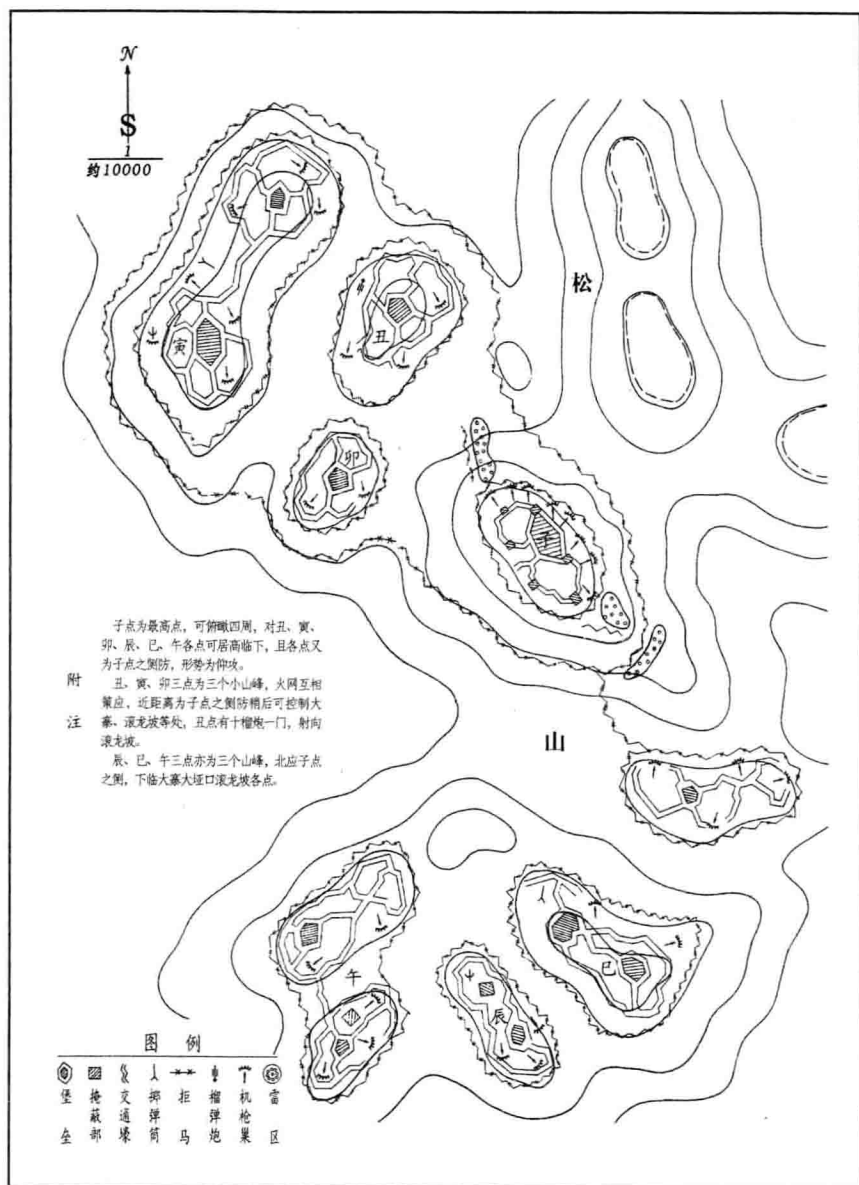 N
S
1
约10000
松
寅
丑
卯
子
子点为最高点，可俯瞰四周，对丑、寅、
卯、辰、巳、午各点可居高临下，且各点又
为子点之侧防，形势为仰攻。
丑、寅、卯三点为三个小山峰，火网互相
策应，近距离为子点之侧防稍后可控制大
寨、滚龙坡等处，丑点有十榴炮一门，射向
滚龙坡。
辰、巳、午三点亦为三个山峰，北应子点
之侧，下临大寨大垭口滚龙坡各点。
附注
山
午
辰
巳
图例
堡垒
掩蔽部
交通壕
掷弹筒
拒马
榴弹炮
机枪巢
雷区